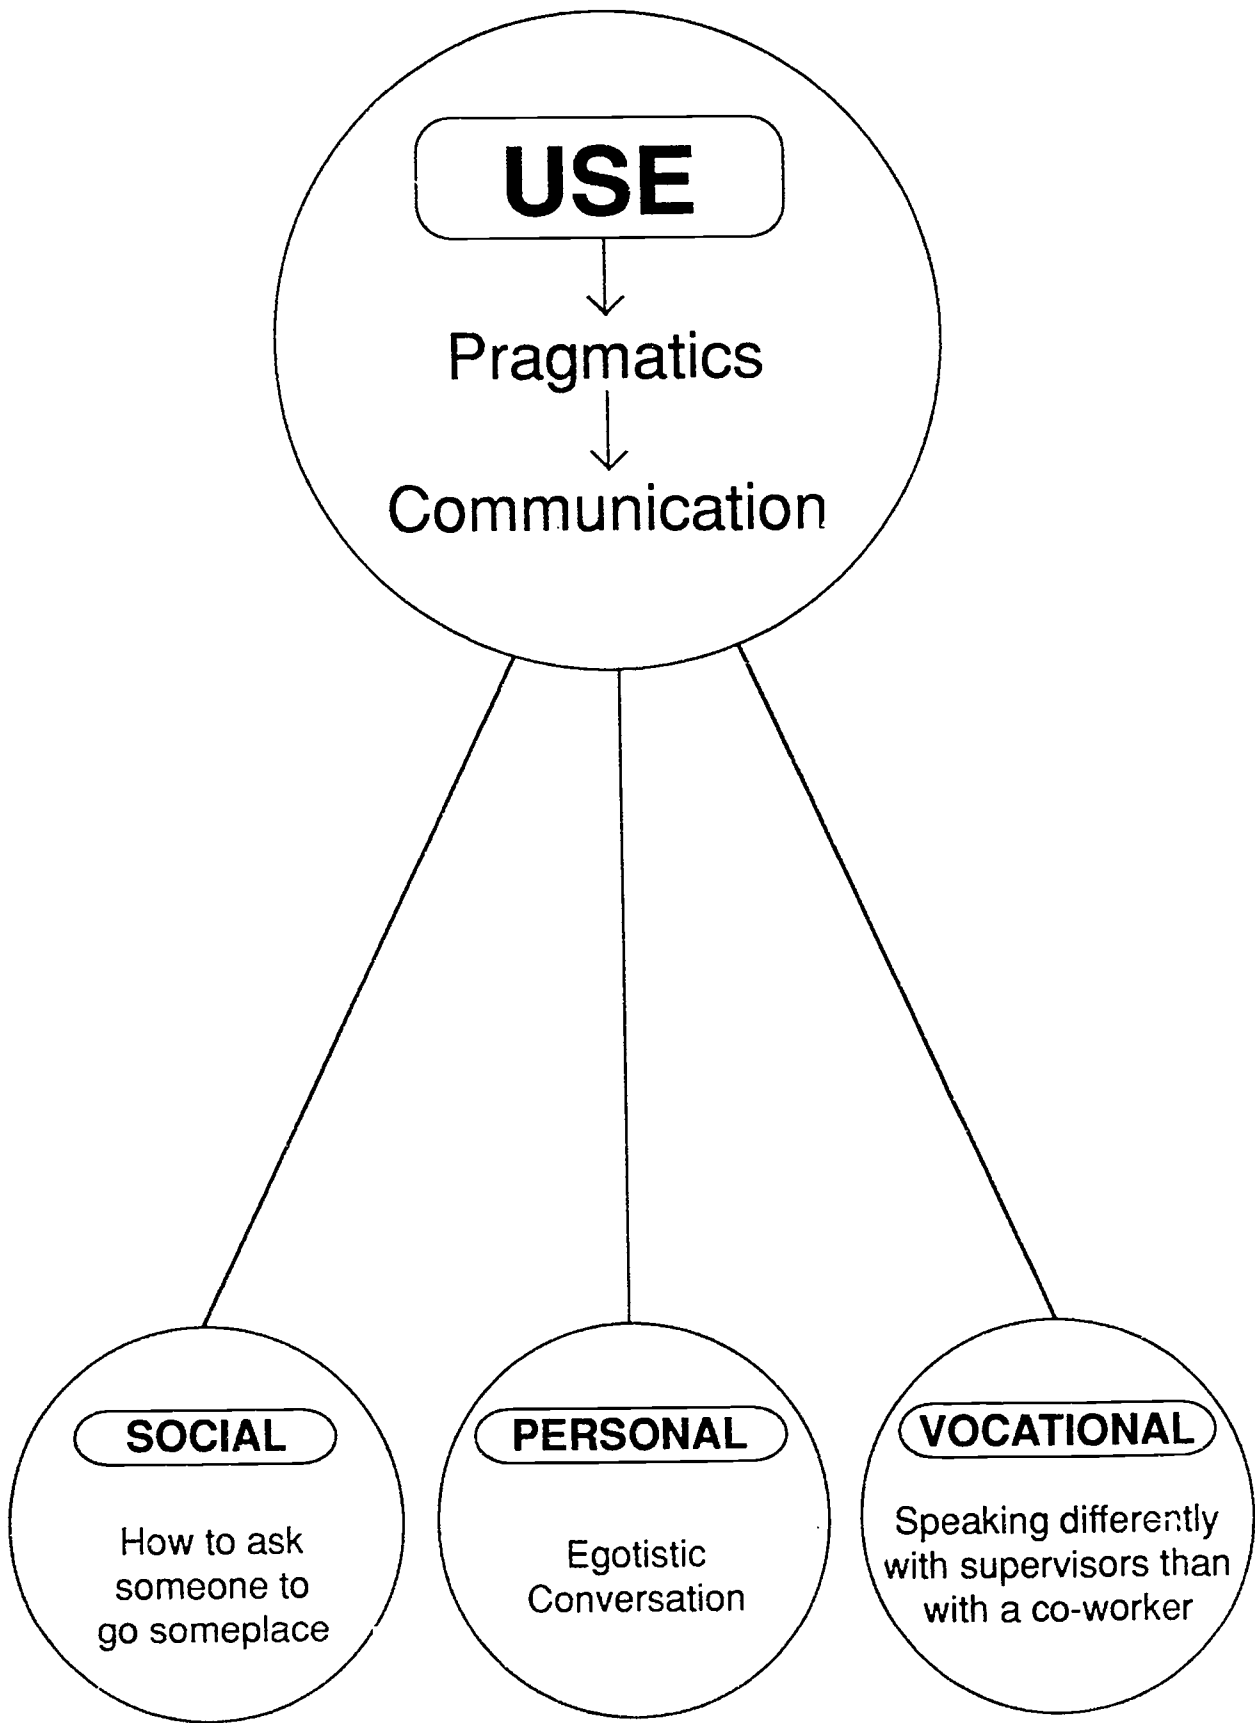 USE
Pragmatics
Communication
SOCIAL
How to ask
someone to
go someplace
PERSONAL
Egotistic
Conversation
VOCATIONAL
Speaking differently
with supervisors than
with a co-worker